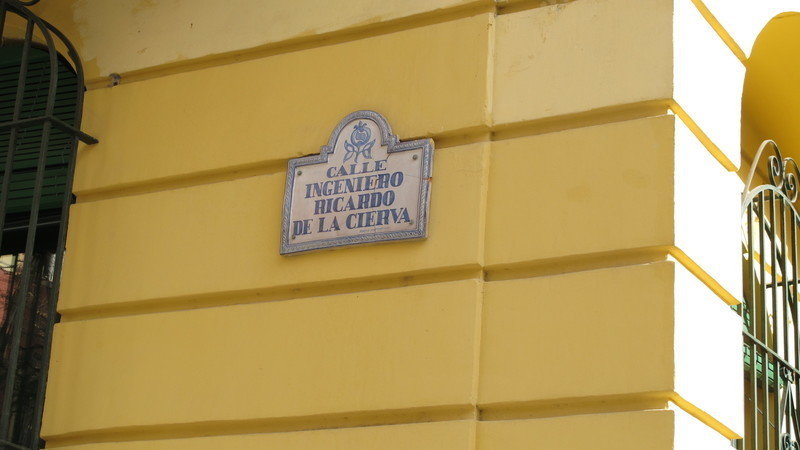 CALLE
INGENIERO
RICARDO
DE LA CIERVA